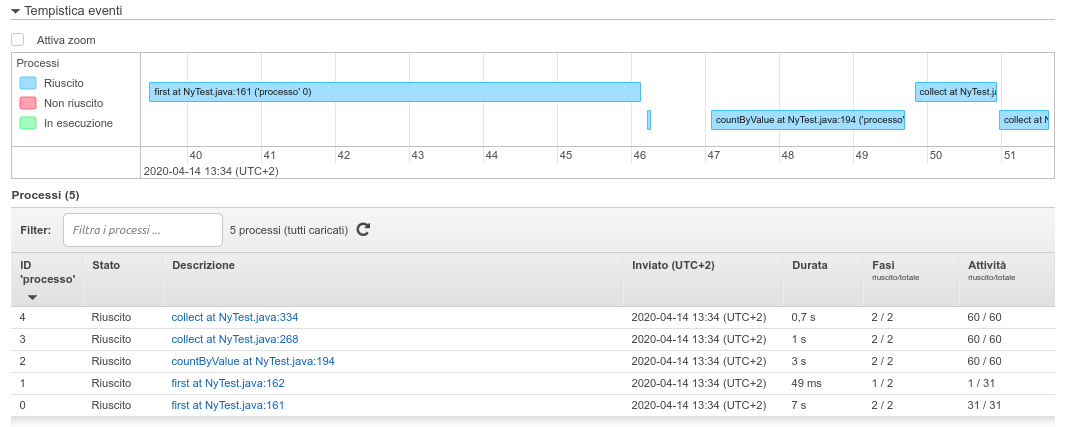 Tempistica eventi
Attiva zoom
Processi
Riuscito
Non riuscito
In esecuzione
first at NyTest.java:161 ('processo' 0)
collect at NyTest.ja
countByValue at NyTest.java:194 ('processo'
collect at N
40 41 42 43 44 45 46 47 48 49 50 51
2020-04-14 13:34 (UTC+2)
Processi (5)
Filter: Filtra i processi ... 5 processi (tutti caricati)
ID 'processo' Stato Descrizione Inviato (UTC+2) Durata Fasi riuscito/totale Attività riuscito/totale
4 Riuscito collect at NyTest.java:334 2020-04-14 13:34 (UTC+2) 0,7 s 2 / 2 60 / 60
3 Riuscito collect at NyTest.java:268 2020-04-14 13:34 (UTC+2) 1 s 2 / 2 60 / 60
2 Riuscito countByValue at NyTest.java:194 2020-04-14 13:34 (UTC+2) 3 s 2 / 2 60 / 60
1 Riuscito first at NyTest.java:162 2020-04-14 13:34 (UTC+2) 49 ms 1 / 2 1 / 31
0 Riuscito first at NyTest.java:161 2020-04-14 13:34 (UTC+2) 7 s 2 / 2 31 / 31